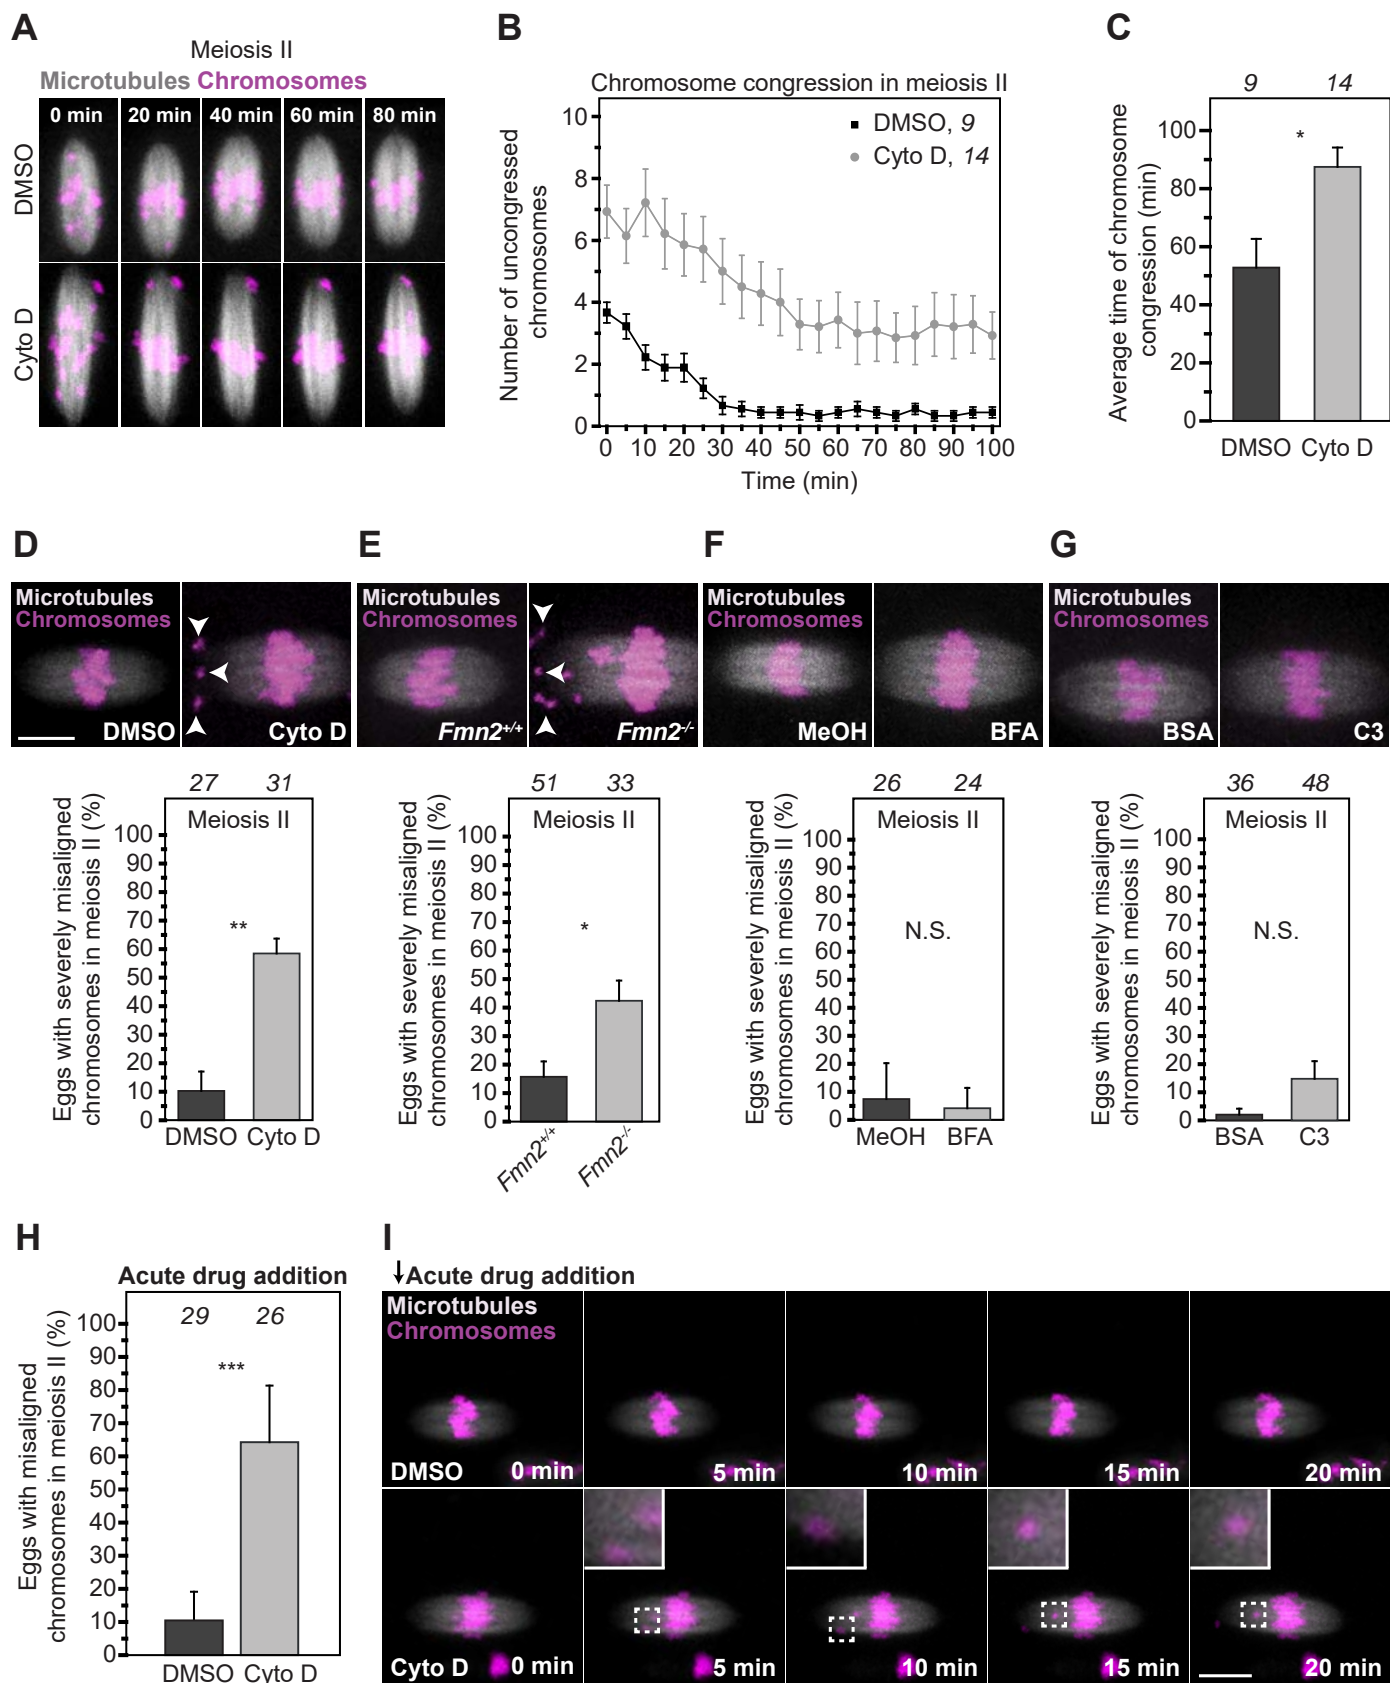 A
Meiosis II
Microtubules Chromosomes
0 min 20 min 40 min 60 min 80 min
DMSO
Cyto D
B
Chromosome congression in meiosis II
Number of uncongressed
chromosomes
10
8
6
4
2
0
DMSO, 9
Cyto D, 14
0 10 20 30 40 50 60 70 80 90 100
Time (min)
C
9 14
Average time of chromosome
congression (min)
100
80
60
40
20
0
*
DMSO Cyto D
D
Microtubules
Chromosomes
DMSO
Cyto D
27 31
Meiosis II
Eggs with severely misaligned
chromosomes in meiosis II (%)
100
90
80
70
60
50
40
30
20
10
0
**
DMSO Cyto D
E
Microtubules
Chromosomes
Fmn2+/+
Fmn2-/-
51 33
Meiosis II
Eggs with severely misaligned
chromosomes in meiosis II (%)
100
90
80
70
60
50
40
30
20
10
0
*
Fmn2+/+ Fmn2-/-
F
Microtubules
Chromosomes
MeOH
BFA
26 24
Meiosis II
Eggs with severely misaligned
chromosomes in meiosis II (%)
100
90
80
70
60
50
40
30
20
10
0
N.S.
MeOH BFA
G
Microtubules
Chromosomes
BSA
C3
36 48
Meiosis II
Eggs with severely misaligned
chromosomes in meiosis II (%)
100
90
80
70
60
50
40
30
20
10
0
N.S.
BSA C3
H
Acute drug addition
29 26
Eggs with misaligned
chromosomes in meiosis II (%)
100
90
80
70
60
50
40
30
20
10
0
***
DMSO Cyto D
I
↓Acute drug addition
Microtubules
Chromosomes
DMSO 0 min 5 min 10 min 15 min 20 min
Cyto D 0 min 5 min 10 min 15 min 20 min